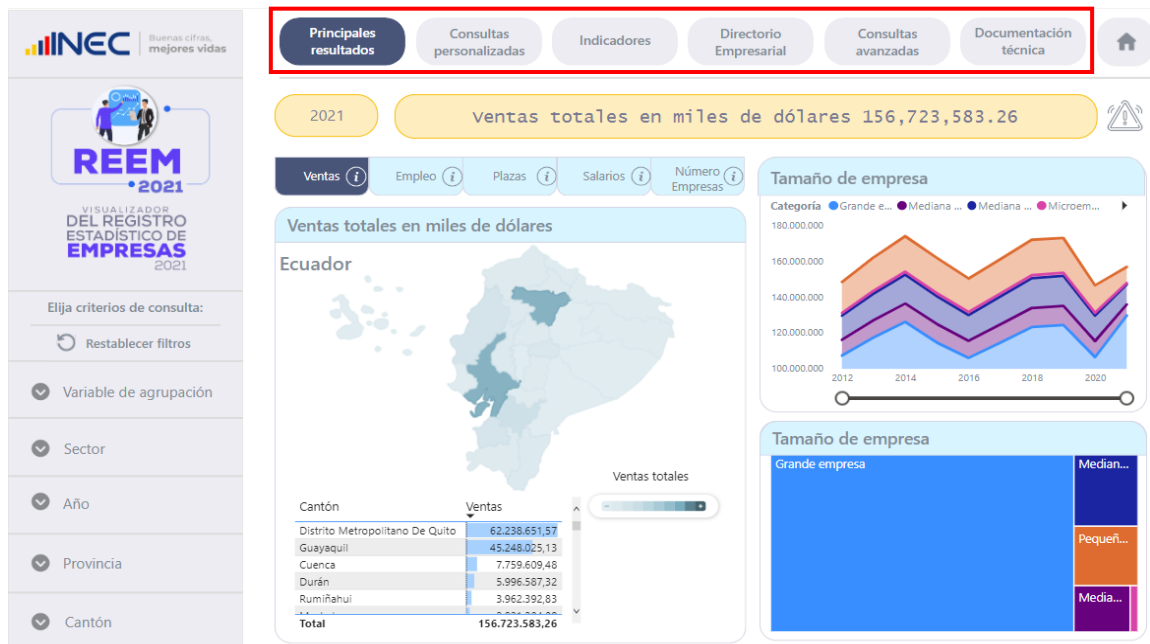 INEC
Buenas cifras,
mejores vidas
Principales
resultados
Consultas
personalizadas
Indicadores
Directorio
Empresarial
Consultas
avanzadas
Documentación
técnica
REEM
2021
VISUALIZADOR
DEL REGISTRO
ESTADÍSTICO DE
EMPRESAS
2021
Elija criterios de consulta:
Restablecer filtros
Variable de agrupación
Sector
Año
Provincia
Cantón
2021
Ventas totales en miles de dólares 156,723,583.26
Ventas i
Empleo i
Plazas i
Salarios i
Número
Empresas i
Ventas totales en miles de dólares
Ecuador
Ventas totales
Cantón Ventas
Distrito Metropolitano De Quito 62.238.651,57
Guayaquil 45.248.025,13
Cuenca 7.759.609,48
Durán 5.996.587,32
Rumiñahui 3.962.392,83
Total 156.723.583,26
Tamaño de empresa
Categoría Grande e... Mediana ... Mediana ... Microem...
180.000.000
160.000.000
140.000.000
120.000.000
100.000.000
2012 2014 2016 2018 2020
Tamaño de empresa
Grande empresa
Median...
Pequeñ...
Media...